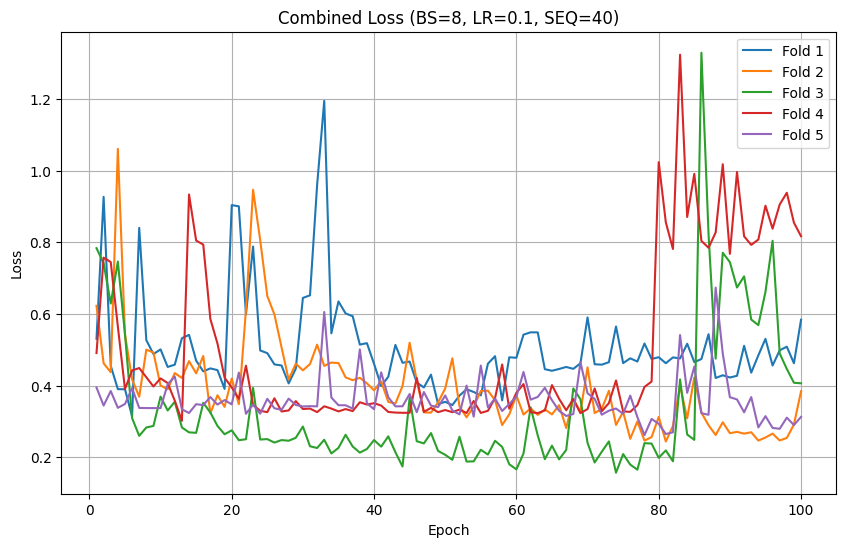 Combined Loss (BS=8, LR=0.1, SEQ=40)
Fold 1
Fold 2
Fold 3
Fold 4
Fold 5
Loss
1.2
1.0
0.8
0.6
0.4
0.2
0
20
40
60
80
100
Epoch